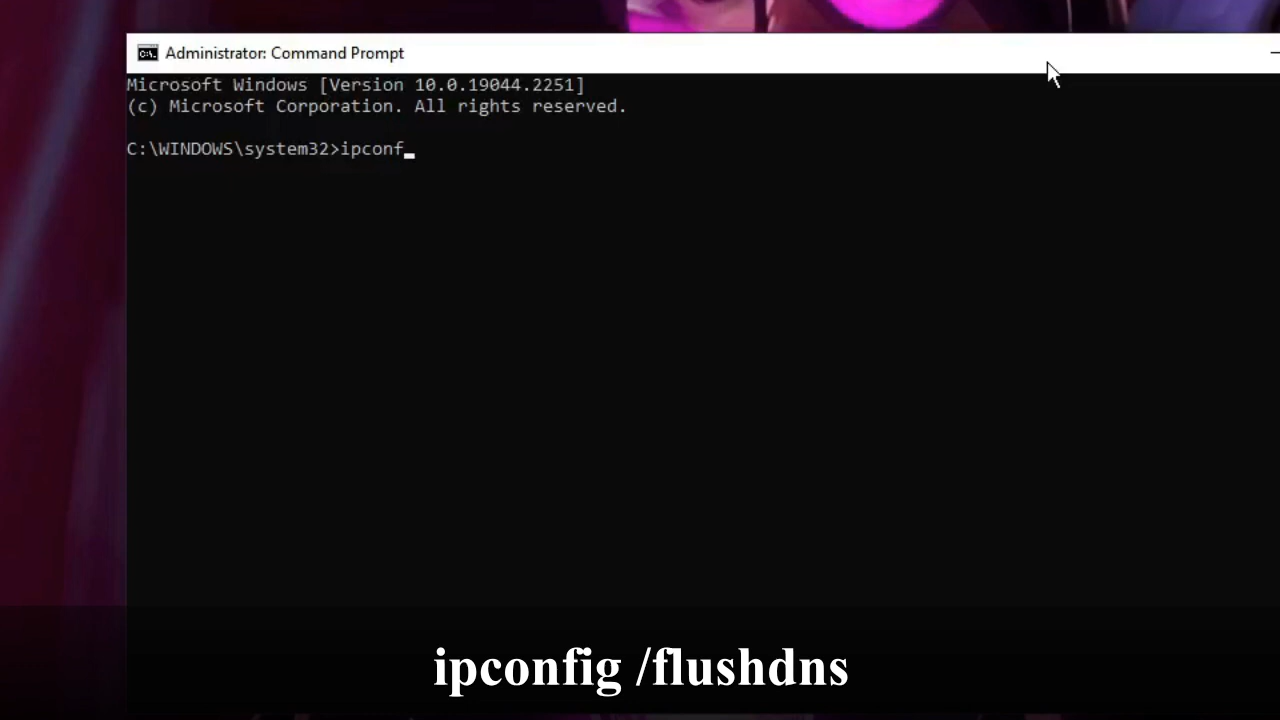 Administrator: Command Prompt
Microsoft Windows [Version 10.0.19044.2251]
(c) Microsoft Corporation. All rights reserved.
C:\WINDOWS\system32>ipconf
ipconfig /flushdns